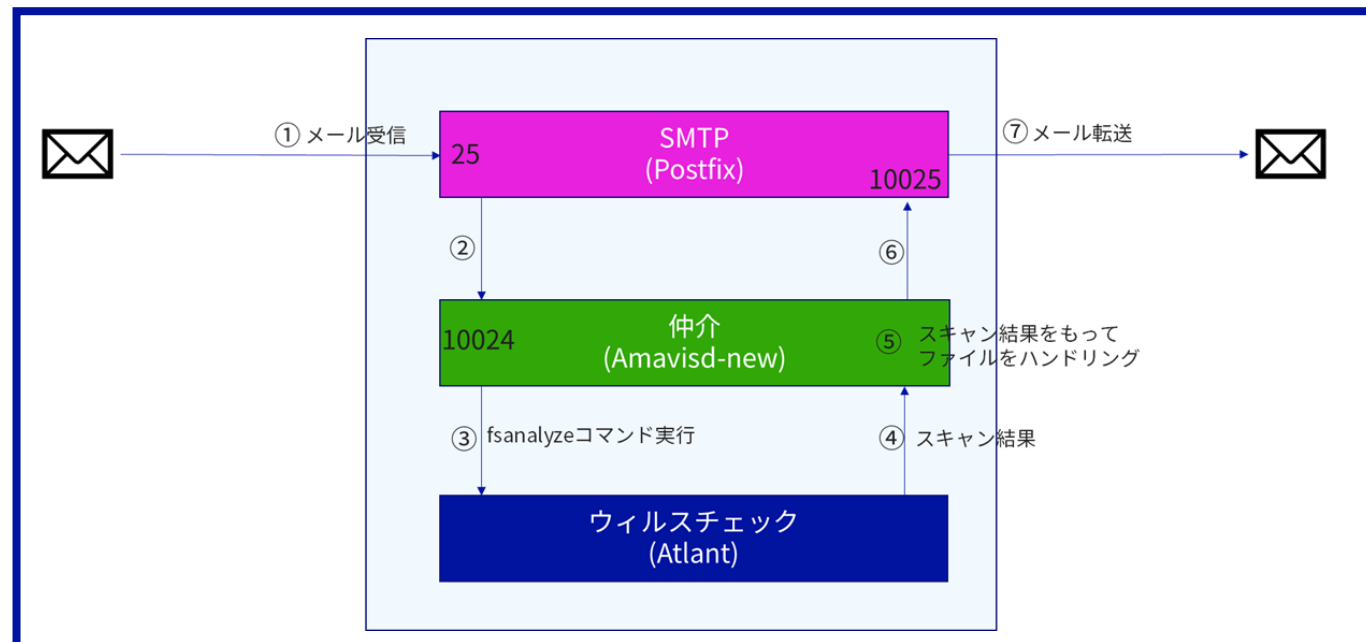 ① メール受信
25
SMTP
(Postfix)
10025
⑦ メール転送
②
⑥
10024
仲介
(Amavisd-new)
⑤ スキャン結果をもって
ファイルをハンドリング
③ fsanalyzeコマンド実行
④ スキャン結果
ウィルスチェック
(Atlant)